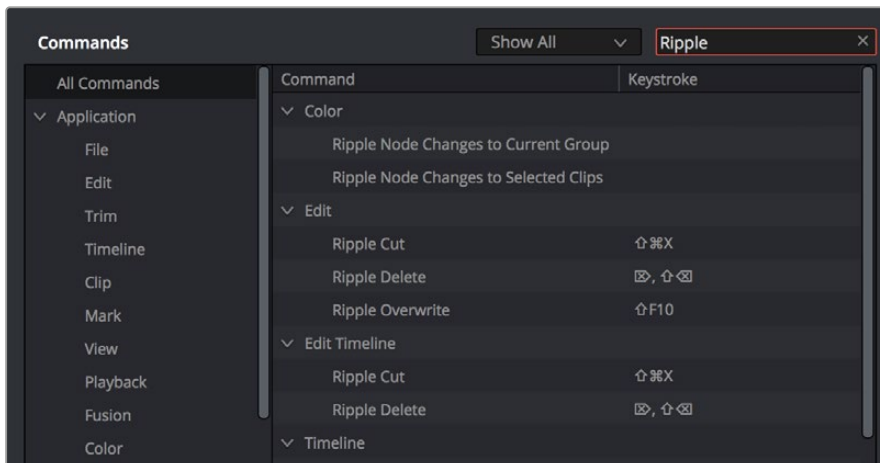 Commands
Show All
Ripple
All Commands
Application
File
Edit
Trim
Timeline
Clip
Mark
View
Playback
Fusion
Color
Command Keystroke
Color
Ripple Node Changes to Current Group
Ripple Node Changes to Selected Clips
Edit
Ripple Cut ⇧⌘X
Ripple Delete ⌦, ⇧⌫
Ripple Overwrite ⇧F10
Edit Timeline
Ripple Cut ⇧⌘X
Ripple Delete ⌦, ⇧⌫
Timeline